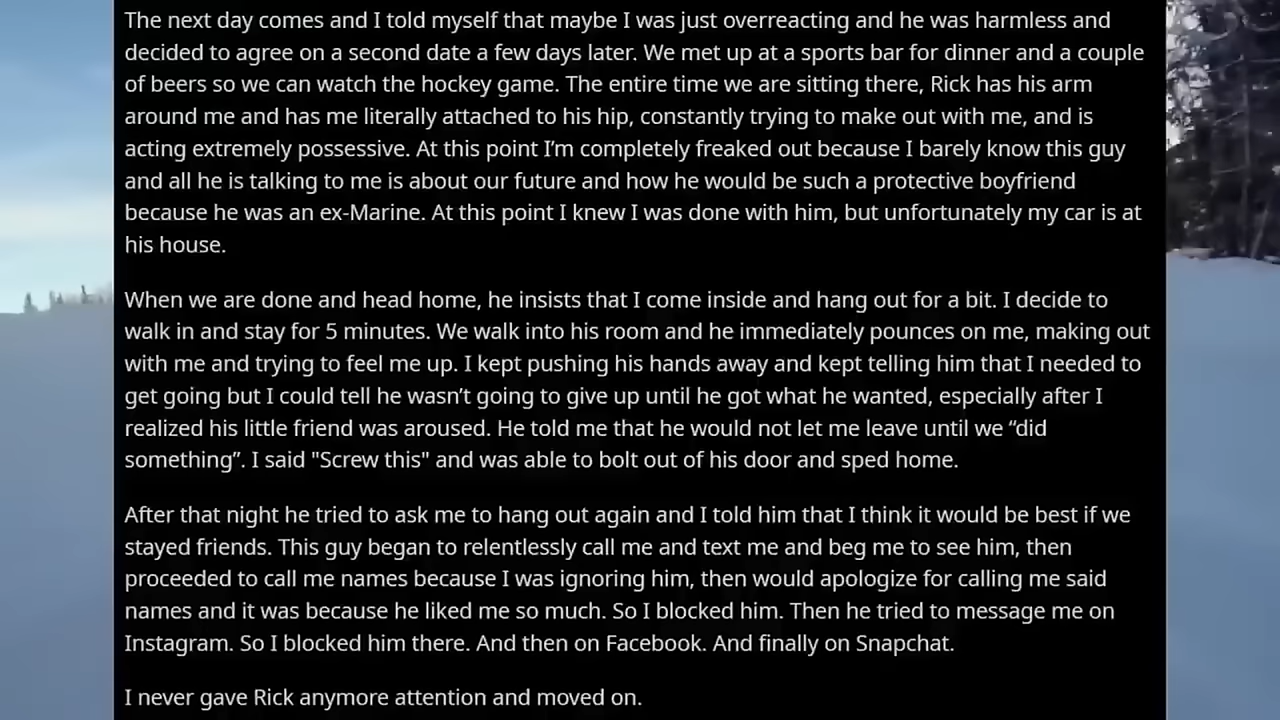 The next day comes and I told myself that maybe I was just overreacting and he was harmless and
decided to agree on a second date a few days later. We met up at a sports bar for dinner and a couple
of beers so we can watch the hockey game. The entire time we are sitting there, Rick has his arm
around me and has me literally attached to his hip, constantly trying to make out with me, and is
acting extremely possessive. At this point I’m completely freaked out because I barely know this guy
and all he is talking to me is about our future and how he would be such a protective boyfriend
because he was an ex-Marine. At this point I knew I was done with him, but unfortunately my car is at
his house.
When we are done and head home, he insists that I come inside and hang out for a bit. I decide to
walk in and stay for 5 minutes. We walk into his room and he immediately pounces on me, making out
with me and trying to feel me up. I kept pushing his hands away and kept telling him that I needed to
get going but I could tell he wasn’t going to give up until he got what he wanted, especially after I
realized his little friend was aroused. He told me that he would not let me leave until we “did
something”. I said "Screw this" and was able to bolt out of his door and sped home.
After that night he tried to ask me to hang out again and I told him that I think it would be best if we
stayed friends. This guy began to relentlessly call me and text me and beg me to see him, then
proceeded to call me names because I was ignoring him, then would apologize for calling me said
names and it was because he liked me so much. So I blocked him. Then he tried to message me on
Instagram. So I blocked him there. And then on Facebook. And finally on Snapchat.
I never gave Rick anymore attention and moved on.